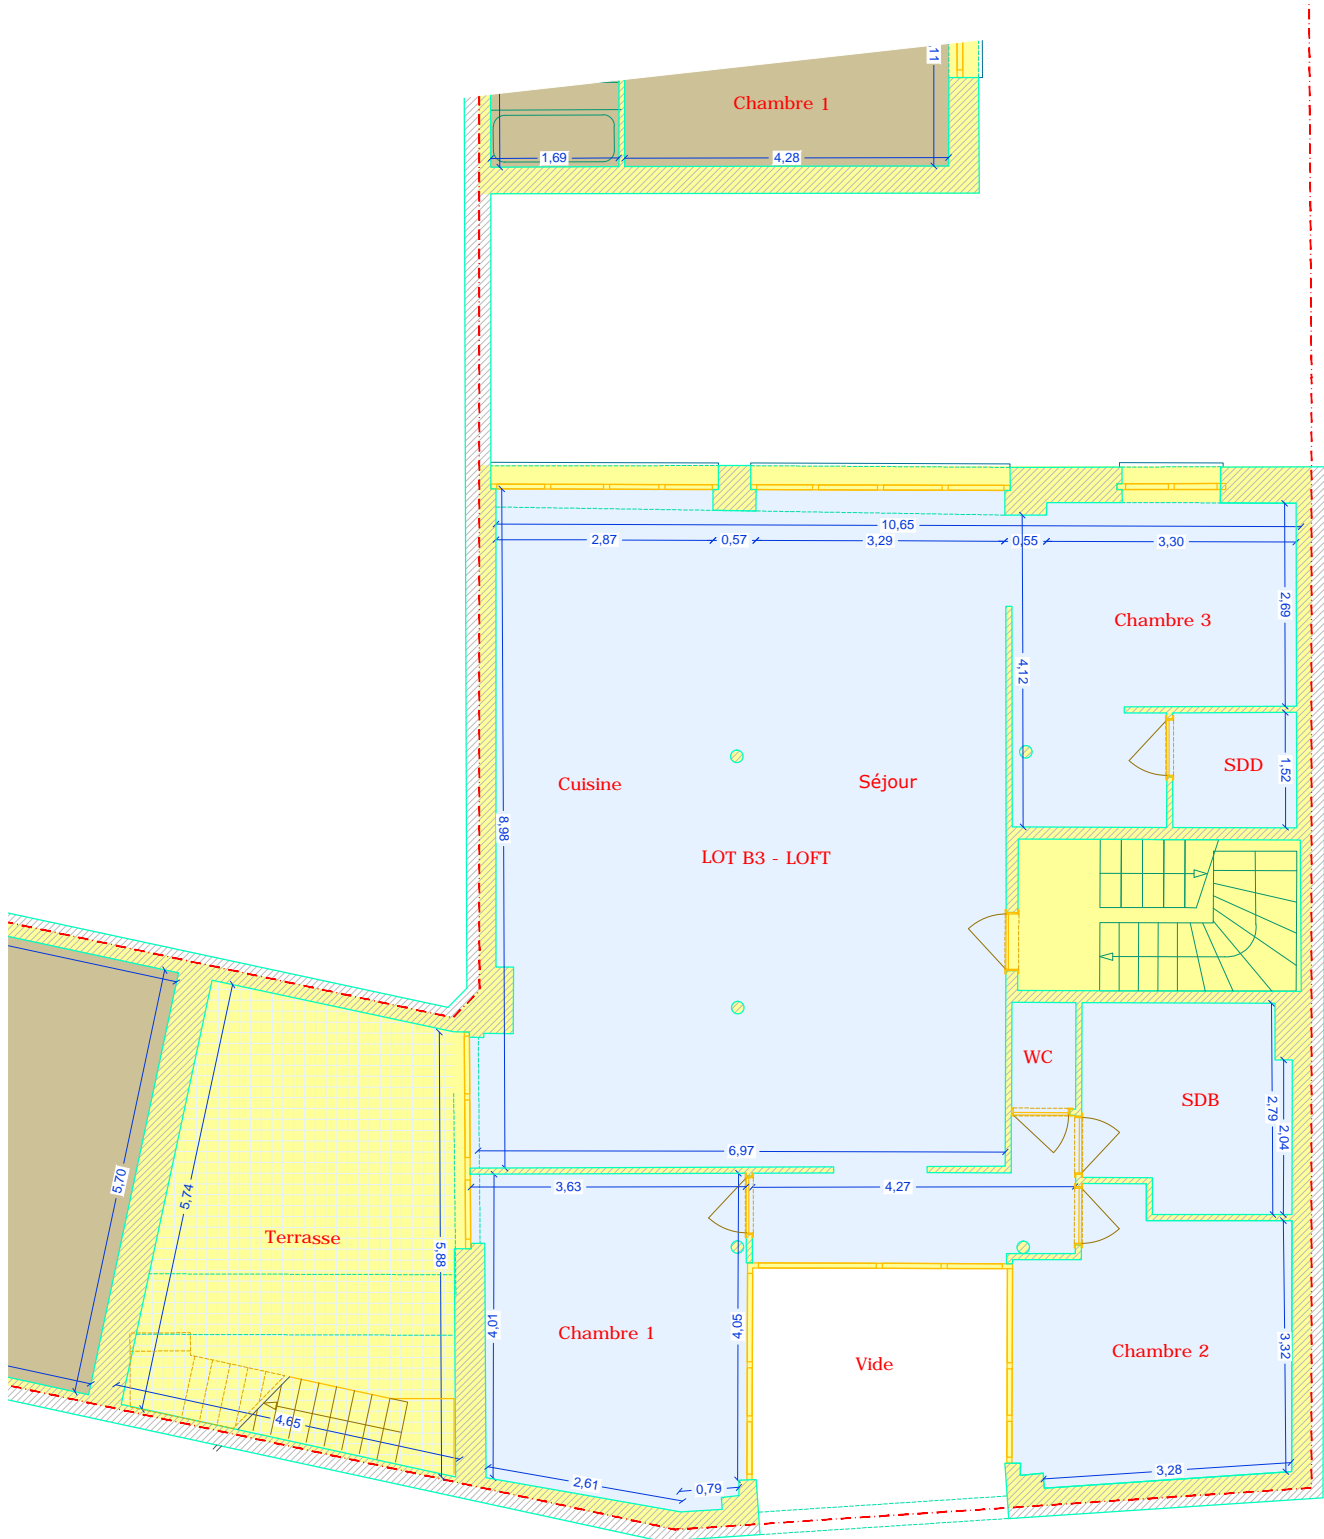 ,11
Chambre 1
1,69
4,28
10,65
2,87
0,57
3,29
0,55
3,30
2,69
Chambre 3
4,12
SDD
1,52
Cuisine
Séjour
8,98
LOT B3 - LOFT
WC
SDB
2,79
2,04
6,97
5,70
5,74
3,63
4,27
Terrasse
5,88
4,01
4,05
Chambre 1
Vide
Chambre 2
3,32
4,65
2,61
0,79
3,28